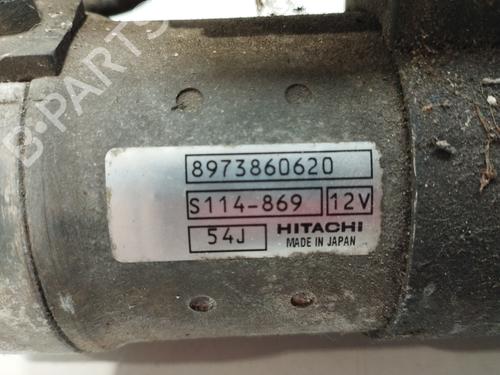 B-PARTS
8973860620
S114-869 12V
54J HITACHI
MADE IN JAPAN